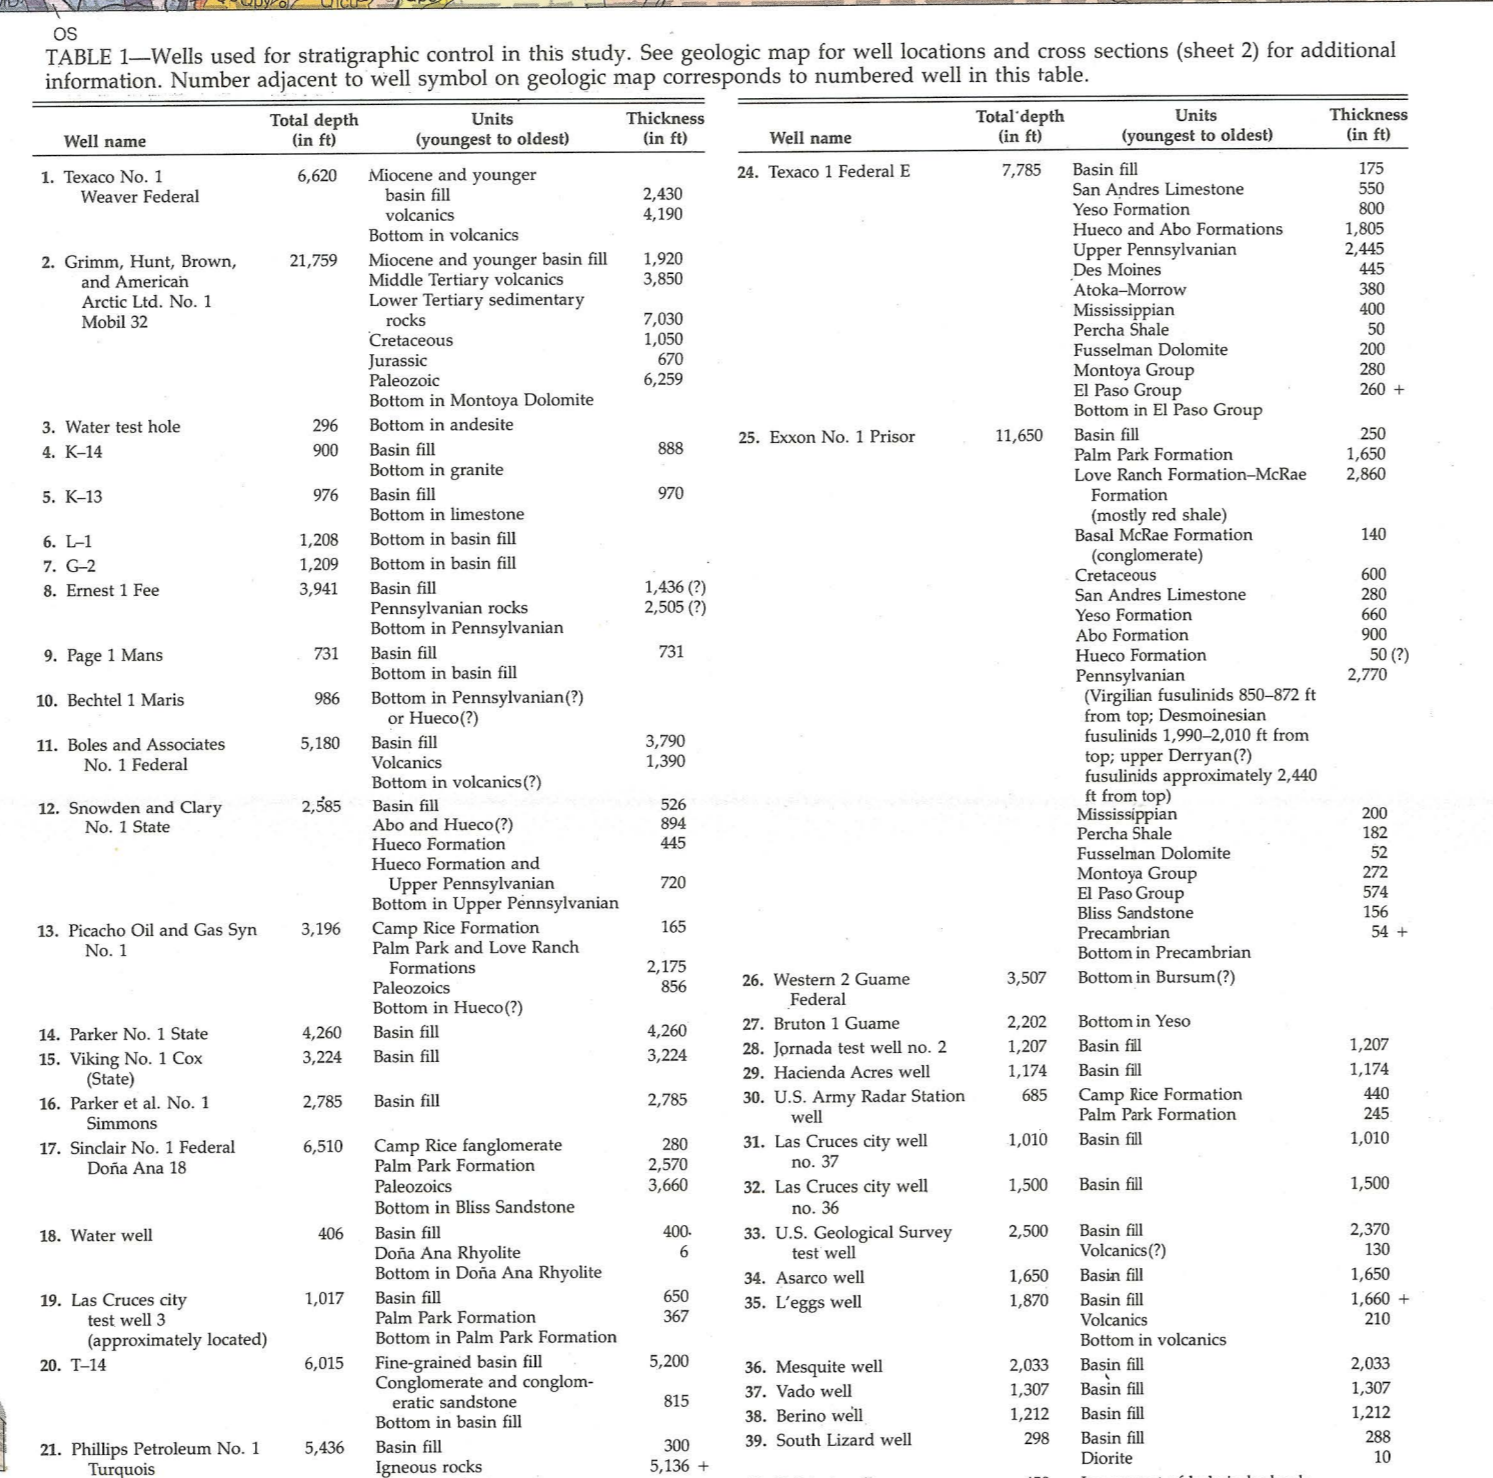 OS
TABLE 1—Wells used for stratigraphic control in this study. See geologic map for well locations and cross sections (sheet 2) for additional
information. Number adjacent to well symbol on geologic map corresponds to numbered well in this table.
Well name Total depth (in ft) Units (youngest to oldest) Thickness (in ft)
1. Texaco No. 1 6,620 Miocene and younger
Weaver Federal basin fill 2,430
volcanics 4,190
Bottom in volcanics
2. Grimm, Hunt, Brown, 21,759 Miocene and younger basin fill 1,920
and American Middle Tertiary volcanics 3,850
Arctic Ltd. No. 1 Lower Tertiary sedimentary
Mobil 32 rocks 7,030
Cretaceous 1,050
Jurassic 670
Paleozoic 6,259
Bottom in Montoya Dolomite
3. Water test hole 296 Bottom in andesite
4. K–14 900 Basin fill 888
Bottom in granite
5. K–13 976 Basin fill 970
Bottom in limestone
6. L–1 1,208 Bottom in basin fill
7. G–2 1,209 Bottom in basin fill
8. Ernest 1 Fee 3,941 Basin fill 1,436 (?)
Pennsylvanian rocks 2,505 (?)
Bottom in Pennsylvanian
9. Page 1 Mans 731 Basin fill 731
Bottom in basin fill
10. Bechtel 1 Maris 986 Bottom in Pennsylvanian(?)
or Hueco(?)
11. Boles and Associates 5,180 Basin fill 3,790
No. 1 Federal Volcanics 1,390
Bottom in volcanics(?)
12. Snowden and Clary 2,585 Basin fill 526
No. 1 State Abo and Hueco(?) 894
Hueco Formation 445
Hueco Formation and
Upper Pennsylvanian 720
Bottom in Upper Pennsylvanian
13. Picacho Oil and Gas Syn 3,196 Camp Rice Formation 165
No. 1 Palm Park and Love Ranch
Formations 2,175
Paleozoics 856
Bottom in Hueco(?)
14. Parker No. 1 State 4,260 Basin fill 4,260
15. Viking No. 1 Cox 3,224 Basin fill 3,224
(State)
16. Parker et al. No. 1 2,785 Basin fill 2,785
Simmons
17. Sinclair No. 1 Federal 6,510 Camp Rice fanglomerate 280
Doña Ana 18 Palm Park Formation 2,570
Paleozoics 3,660
Bottom in Bliss Sandstone
18. Water well 406 Basin fill 400
Doña Ana Rhyolite 6
Bottom in Doña Ana Rhyolite
19. Las Cruces city 1,017 Basin fill 650
test well 3 Palm Park Formation 367
(approximately located) Bottom in Palm Park Formation
20. T–14 6,015 Fine-grained basin fill 5,200
Conglomerate and conglom-
eratic sandstone 815
Bottom in basin fill
21. Phillips Petroleum No. 1 5,436 Basin fill 300
Turquois Igneous rocks 5,136 +
Well name Total depth (in ft) Units (youngest to oldest) Thickness (in ft)
24. Texaco 1 Federal E 7,785 Basin fill 175
San Andres Limestone 550
Yeso Formation 800
Hueco and Abo Formations 1,805
Upper Pennsylvanian 2,445
Des Moines 445
Atoka–Morrow 380
Mississippian 400
Percha Shale 50
Fusselman Dolomite 200
Montoya Group 280
El Paso Group 260 +
Bottom in El Paso Group
25. Exxon No. 1 Prisor 11,650 Basin fill 250
Palm Park Formation 1,650
Love Ranch Formation–McRae 2,860
Formation
(mostly red shale)
Basal McRae Formation 140
(conglomerate)
Cretaceous 600
San Andres Limestone 280
Yeso Formation 660
Abo Formation 900
Hueco Formation 50 (?)
Pennsylvanian 2,770
(Virgilian fusulinids 850–872 ft
from top; Desmoinesian
fusulinids 1,990–2,010 ft from
top; upper Derryan(?)
fusulinids approximately 2,440
ft from top)
Mississippian 200
Percha Shale 182
Fusselman Dolomite 52
Montoya Group 272
El Paso Group 574
Bliss Sandstone 156
Precambrian 54 +
Bottom in Precambrian
26. Western 2 Guame 3,507 Bottom in Bursum(?)
Federal
27. Bruton 1 Guame 2,202 Bottom in Yeso
28. Jornada test well no. 2 1,207 Basin fill 1,207
29. Hacienda Acres well 1,174 Basin fill 1,174
30. U.S. Army Radar Station 685 Camp Rice Formation 440
well Palm Park Formation 245
31. Las Cruces city well 1,010 Basin fill 1,010
no. 37
32. Las Cruces city well 1,500 Basin fill 1,500
no. 36
33. U.S. Geological Survey 2,500 Basin fill 2,370
test well Volcanics(?) 130
34. Asarco well 1,650 Basin fill 1,650
35. L'eggs well 1,870 Basin fill 1,660 +
Volcanics 210
Bottom in volcanics
36. Mesquite well 2,033 Basin fill 2,033
37. Vado well 1,307 Basin fill 1,307
38. Berino well 1,212 Basin fill 1,212
39. South Lizard well 298 Basin fill 288
Diorite 10